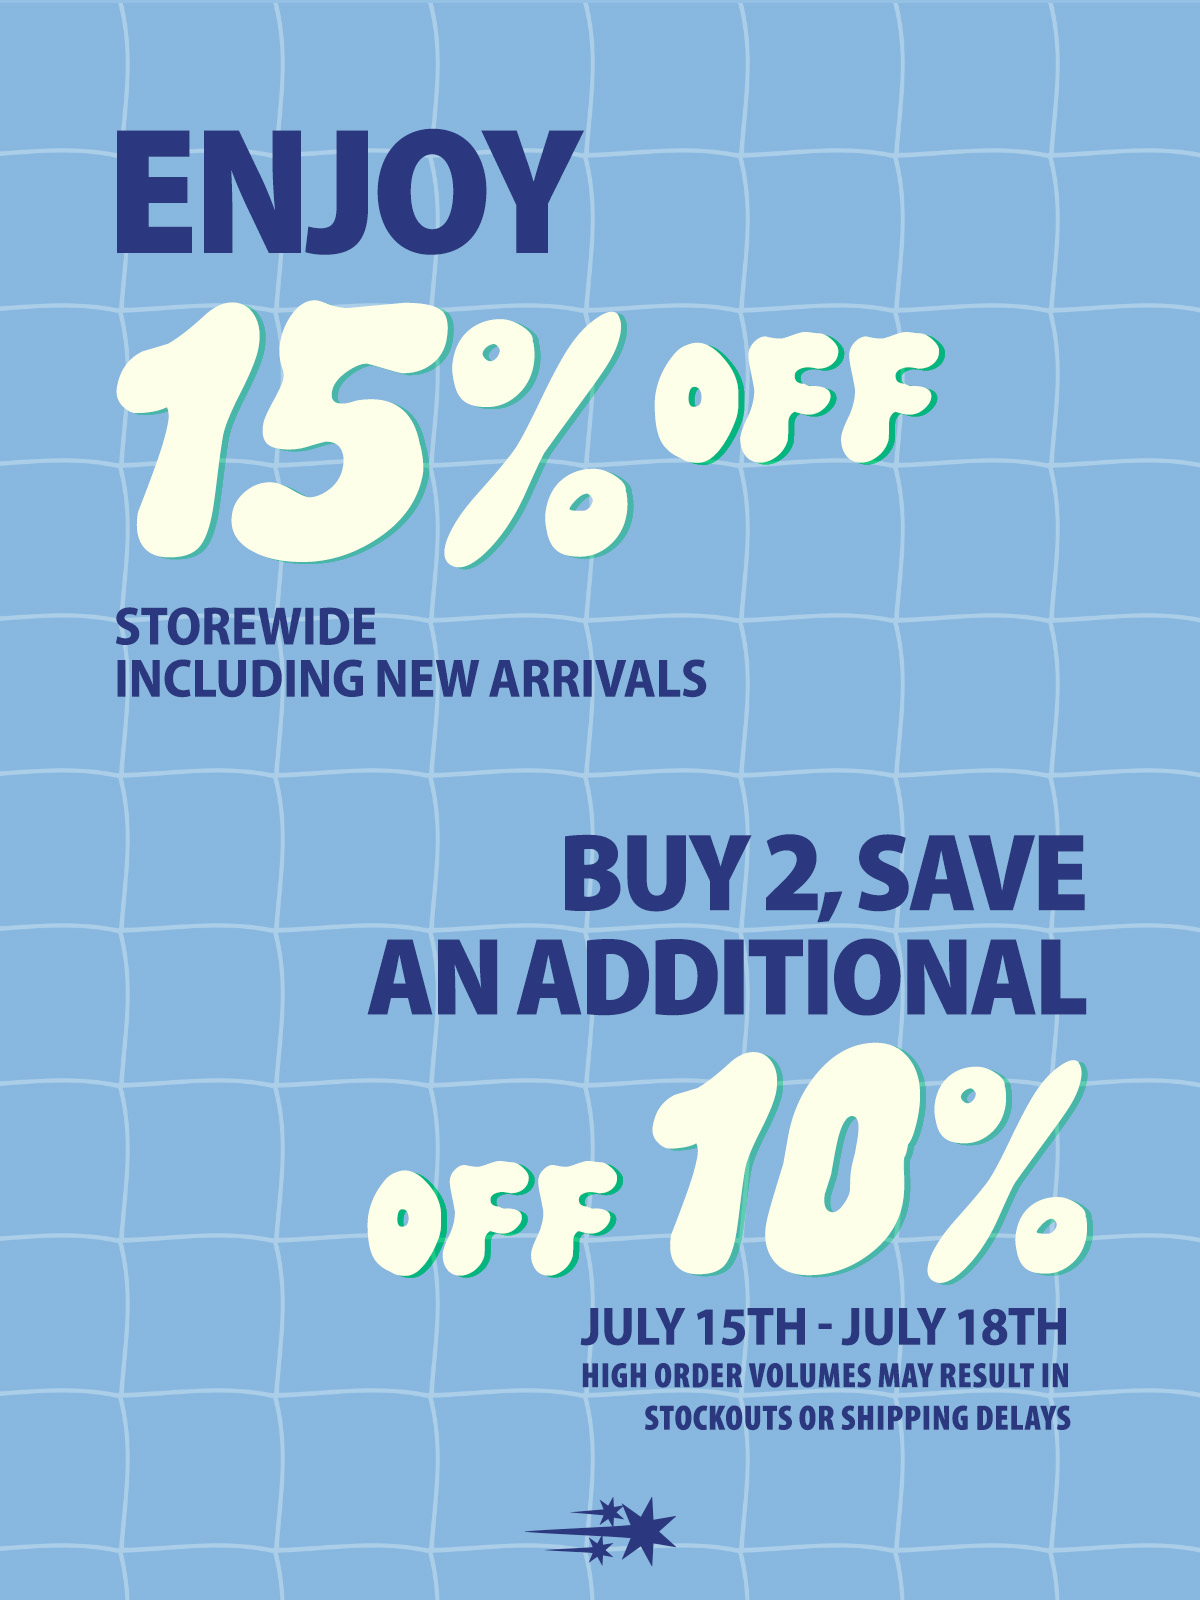 ENJOY
15% OFF
STOREWIDE
INCLUDING NEW ARRIVALS
BUY 2, SAVE
AN ADDITIONAL
OFF 10%
JULY 15TH - JULY 18TH
HIGH ORDER VOLUMES MAY RESULT IN
STOCKOUTS OR SHIPPING DELAYS